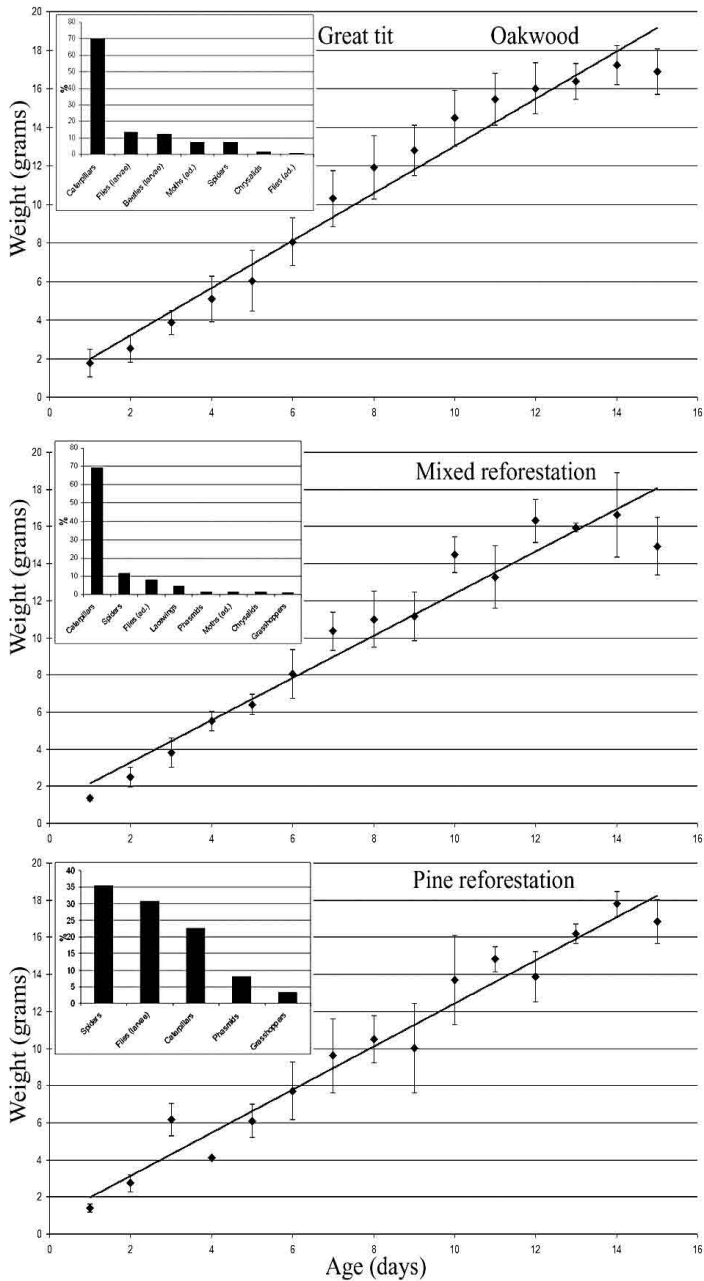 Great tit
Oakwood
Weight (grams)
20
18
16
14
12
10
8
6
4
2
0
0 2 4 6 8 10 12 14 16
%
80
70
60
50
40
30
20
10
0
Caterpillars
Flies (larvae)
Beetles (larvae)
Moths (ad.)
Spiders
Chrysalids
Flies (ad.)
Mixed reforestation
Weight (grams)
20
18
16
14
12
10
8
6
4
2
0
0 2 4 6 8 10 12 14 16
%
80
70
60
50
40
30
20
10
0
Caterpillars
Spiders
Flies (ad.)
Lacewings
Phasmids
Moths (ad.)
Chrysalids
Grasshoppers
Pine reforestation
Weight (grams)
20
18
16
14
12
10
8
6
4
2
0
0 2 4 6 8 10 12 14 16
%
40
35
30
25
20
15
10
5
0
Spiders
Flies (larvae)
Caterpillars
Phasmids
Grasshoppers
Age (days)